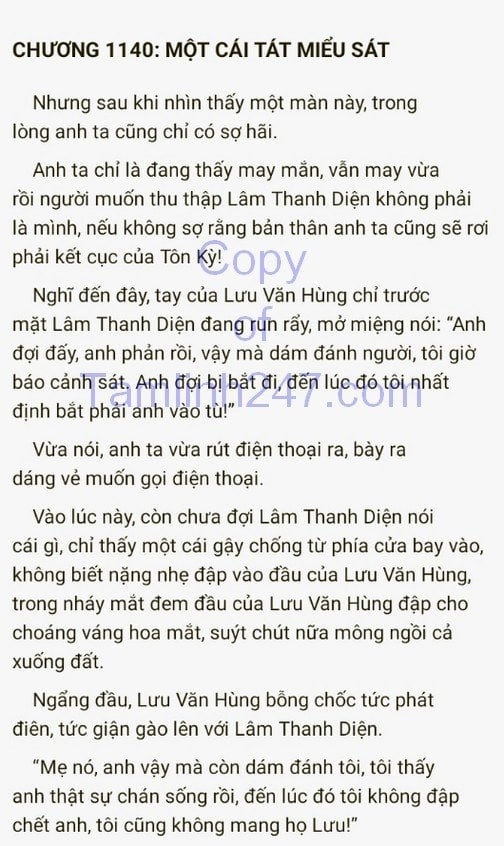 CHƯƠNG 1140: MỘT CÁI TÁT MIỂU SÁT
Nhưng sau khi nhìn thấy một màn này, trong
lòng anh ta cũng chỉ có sợ hãi.
Anh ta chỉ là đang thấy may mắn, vẫn may vừa
rồi người muốn thu thập Lâm Thanh Diện không phải
là mình, nếu không sợ rằng bản thân anh ta cũng sẽ rơi
phải kết cục của Tôn Kỳ!
Nghĩ đến đây, tay của Lưu Văn Hùng chỉ trước
mặt Lâm Thanh Diện đang run rẩy, mở miệng nói: “Anh
đợi đấy, anh phản rồi, vậy mà dám đánh người, tôi giờ
báo cảnh sát. Anh đợi bị bắt đi, đến lúc đó tôi nhất
định bắt phải anh vào tù!”
Vừa nói, anh ta vừa rút điện thoại ra, bày ra
dáng vẻ muốn gọi điện thoại.
Vào lúc này, còn chưa đợi Lâm Thanh Diện nói
cái gì, chỉ thấy một cái gậy chống từ phía cửa bay vào,
không biết nặng nhẹ đập vào đầu của Lưu Văn Hùng,
trong nháy mắt đem đầu của Lưu Văn Hùng đập cho
choáng váng hoa mắt, suýt chút nữa mông ngồi cả
xuống đất.
Ngẩng đầu, Lưu Văn Hùng bỗng chốc tức phát
điên, tức giận gào lên với Lâm Thanh Diện.
“Mẹ nó, anh vậy mà còn dám đánh tôi, tôi thấy
anh thật sự chán sống rồi, đến lúc đó tôi không đập
chết anh, tôi cũng không mang họ Lưu!”
Copy
of
Tamlinh247.com